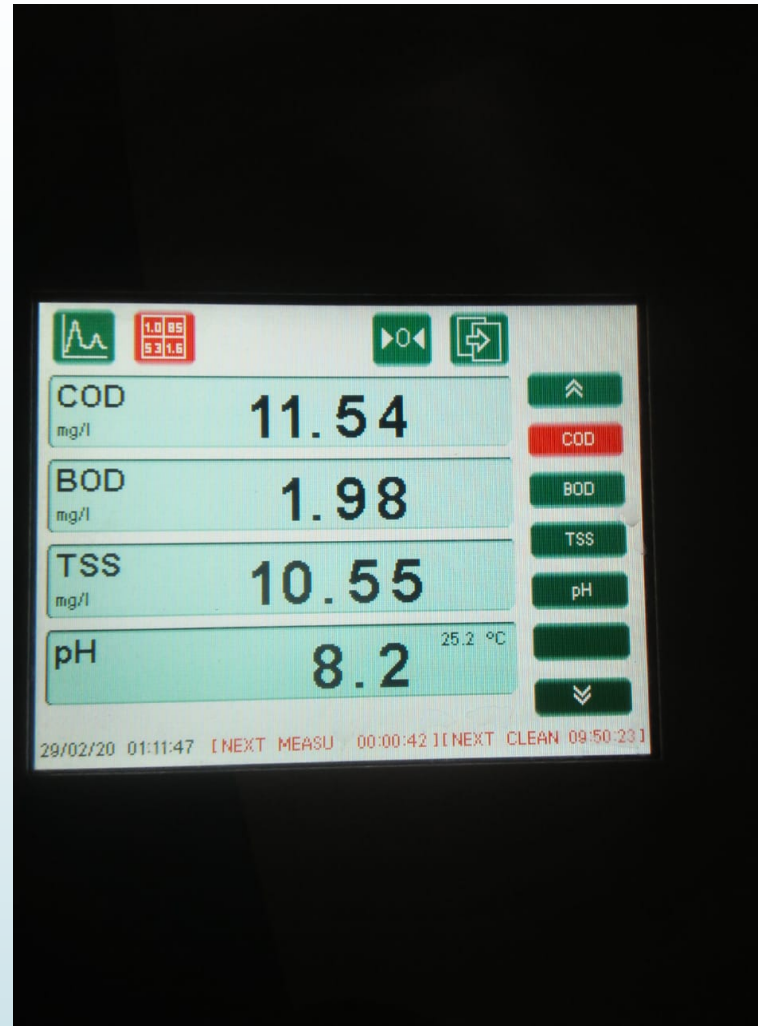 1.0 85
5 3 1.6
▶0◀
COD
mg/l
11.54
BOD
mg/l
1.98
TSS
mg/l
10.55
pH
8.2
25.2 ºC
COD
BOD
TSS
pH
29/02/20 01:11:47 [NEXT MEASU 00:00:42][NEXT CLEAN 09:50:23]